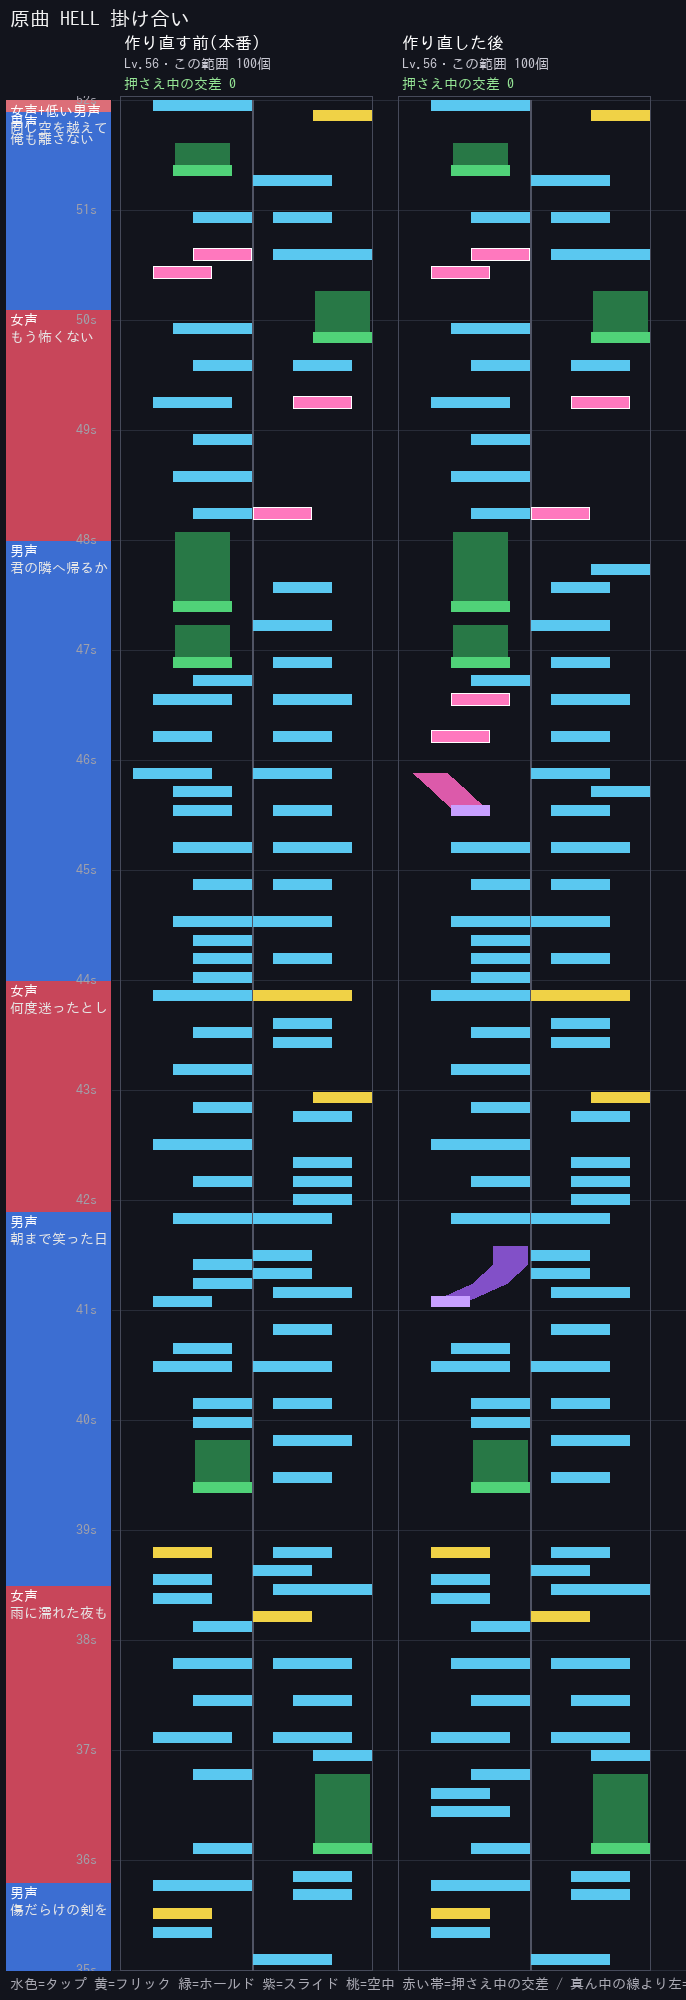 原曲 HELL 掛け合い
作り直す前(本番)
Lv.56・この範囲 100個
押さえ中の交差 0
作り直した後
Lv.56・この範囲 100個
押さえ中の交差 0
女声+低い男声
同じ空を越えて
男声
俺も離さない
51s
50s
女声
もう怖くない
49s
48s
男声
君の隣へ帰るか
47s
46s
45s
44s
女声
何度迷ったとし
43s
42s
男声
朝まで笑った日
41s
40s
39s
女声
雨に濡れた夜も
38s
37s
36s
男声
傷だらけの剣を
35s
水色=タップ 黄=フリック 緑=ホールド 紫=スライド 桃=空中 赤い帯=押さえ中の交差 / 真ん中の線より左=